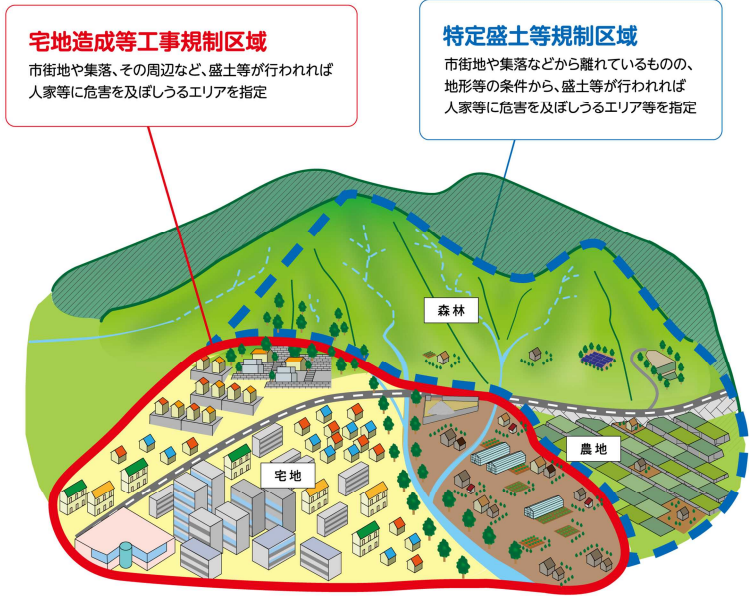 宅地造成等工事規制区域
市街地や集落、その周辺など、盛土等が行われれば
人家等に危害を及ぼしうるエリアを指定
特定盛土等規制区域
市街地や集落などから離れているものの、
地形等の条件から、盛土等が行われれば
人家等に危害を及ぼしうるエリア等を指定
森林
農地
宅地